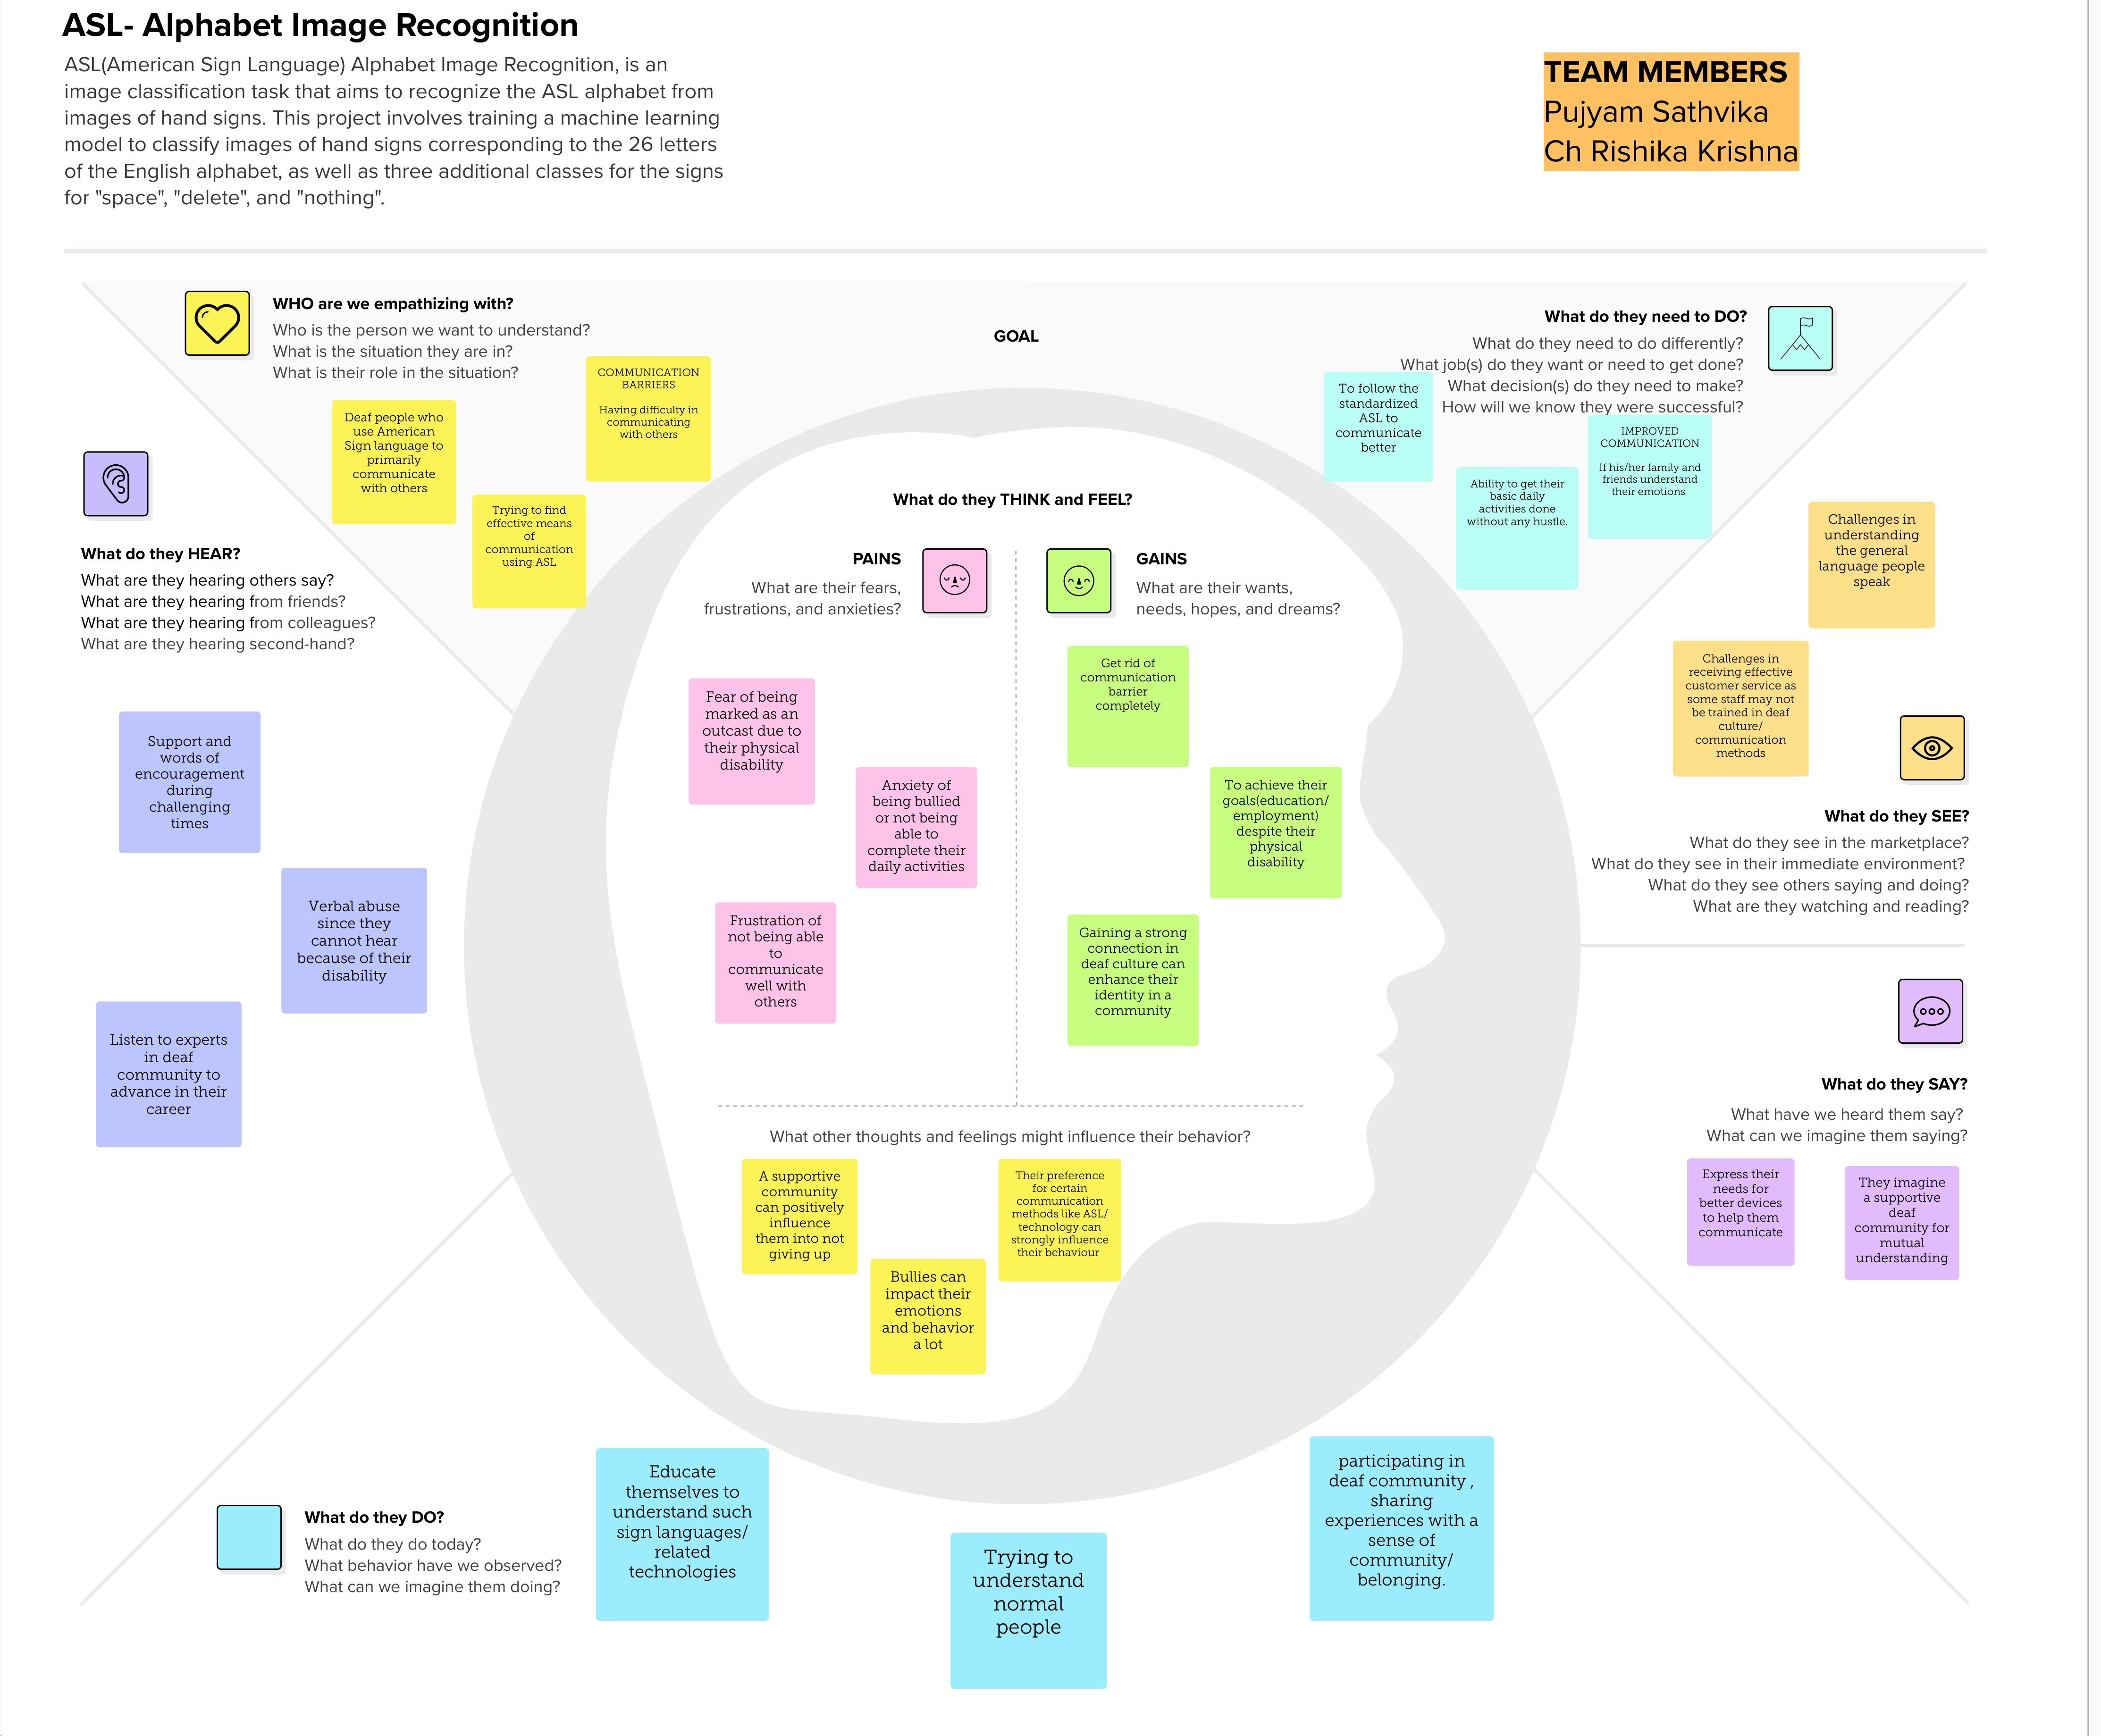 ASL- Alphabet Image Recognition
ASL(American Sign Language) Alphabet Image Recognition, is an
image classification task that aims to recognize the ASL alphabet from
images of hand signs. This project involves training a machine learning
model to classify images of hand signs corresponding to the 26 letters
of the English alphabet, as well as three additional classes for the signs
for "space", "delete", and "nothing".
TEAM MEMBERS
Pujyam Sathvika
Ch Rishika Krishna
WHO are we empathizing with?
Who is the person we want to understand?
What is the situation they are in?
What is their role in the situation?
Deaf people who
use American
Sign language to
primarily
communicate
with others
COMMUNICATION
BARRIERS
Having difficulty in
communicating
with others
Trying to find
effective means
of
communication
using ASL
GOAL
What do they need to DO?
What do they need to do differently?
What job(s) do they want or need to get done?
What decision(s) do they need to make?
How will we know they were successful?
To follow the
standardized
ASL to
communicate
better
Ability to get their
basic daily
activities done
without any hustle.
IMPROVED
COMMUNICATION
If his/her family and
friends understand
their emotions
What do they HEAR?
What are they hearing others say?
What are they hearing from friends?
What are they hearing from colleagues?
What are they hearing second-hand?
Support and
words of
encouragement
during
challenging
times
Verbal abuse
since they
cannot hear
because of their
disability
Listen to experts
in deaf
community to
advance in their
career
What do they THINK and FEEL?
PAINS
What are their fears,
frustrations, and anxieties?
Fear of being
marked as an
outcast due to
their physical
disability
Anxiety of
being bullied
or not being
able to
complete their
daily activities
Frustration of
not being able
to
communicate
well with
others
GAINS
What are their wants,
needs, hopes, and dreams?
Get rid of
communication
barrier
completely
To achieve their
goals(education/
employment)
despite their
physical
disability
Gaining a strong
connection in
deaf culture can
enhance their
identity in a
community
What other thoughts and feelings might influence their behavior?
A supportive
community
can positively
influence
them into not
giving up
Bullies can
impact their
emotions
and behavior
a lot
Their preference
for certain
communication
methods like ASL/
technology can
strongly influence
their behaviour
Challenges in
understanding
the general
language people
speak
Challenges in
receiving effective
customer service as
some staff may not
be trained in deaf
culture/
communication
methods
What do they SEE?
What do they see in the marketplace?
What do they see in their immediate environment?
What do they see others saying and doing?
What are they watching and reading?
What do they SAY?
What have we heard them say?
What can we imagine them saying?
Express their
needs for
better devices
to help them
communicate
They imagine
a supportive
deaf
community for
mutual
understanding
What do they DO?
What do they do today?
What behavior have we observed?
What can we imagine them doing?
Educate
themselves to
understand such
sign languages/
related
technologies
Trying to
understand
normal
people
participating in
deaf community ,
sharing
experiences with a
sense of
community/
belonging.